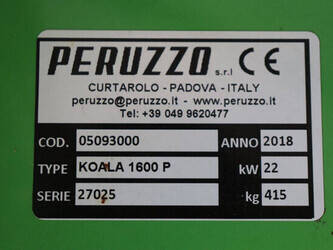 PERUZZO s.r.l CE
CURTAROLO - PADOVA - ITALY
peruzzo@peruzzo.it - www.peruzzo.it
Tel: +39 049 9620477
COD. 05093000 ANNO 2018
TYPE KOALA 1600 P kW 22
SERIE 27025 kg 415